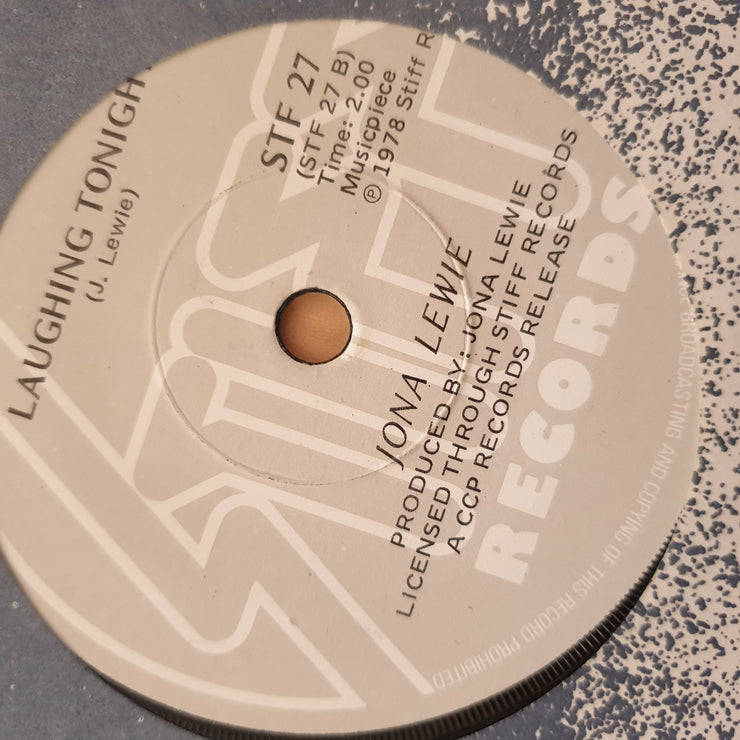 LAUGHING TONIGH
(J. Lewie)
STF 27
(STF 27 B)
Time: 2.00
Musicpiece
℗ 1978 Stiff R
JONA LEWIE
PRODUCED BY: JONA LEWIE
LICENSED THROUGH STIFF RECORDS
A CCP RECORDS RELEASE
RECORDS
BROADCASTING AND COPYING OF THIS RECORD PROHIBITED